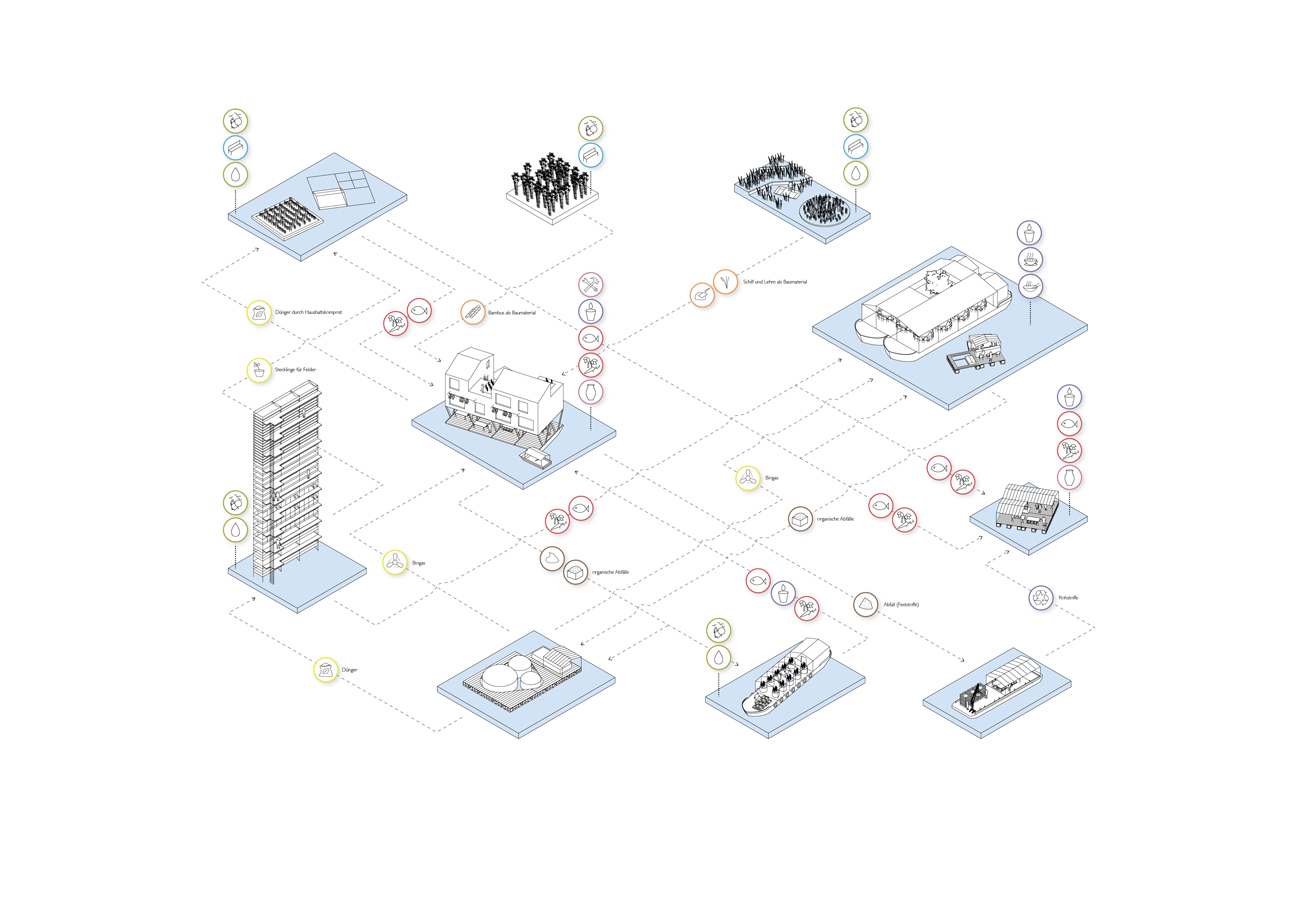 Schilf und Lehm als Baumaterial
Dünger durch Haushaltskompost
Bambus als Baumaterial
Stecklinge für Felder
Biogas
organische Abfälle
Biogas
organische Abfälle
Abfall (Feststoffe)
Rohstoffe
Dünger